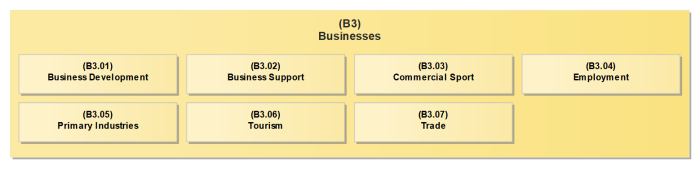 (B3)
Businesses
(B3.01)
Business Development
(B3.02)
Business Support
(B3.03)
Commercial Sport
(B3.04)
Employment
(B3.05)
Primary Industries
(B3.06)
Tourism
(B3.07)
Trade